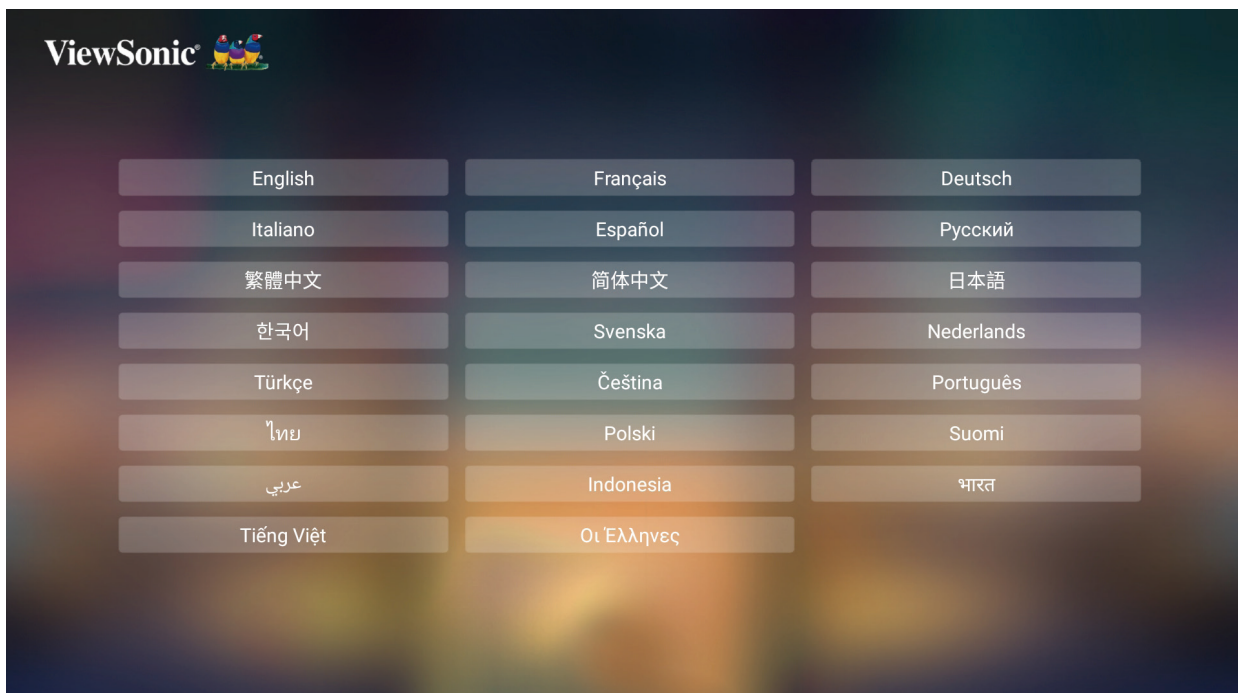 ViewSonic®
English Français Deutsch
Italiano Español Русский
繁體中文 简体中文 日本語
한국어 Svenska Nederlands
Türkçe Čeština Português
ไทย Polski Suomi
عربي Indonesia भारत
Tiếng Việt Οι Έλληνες